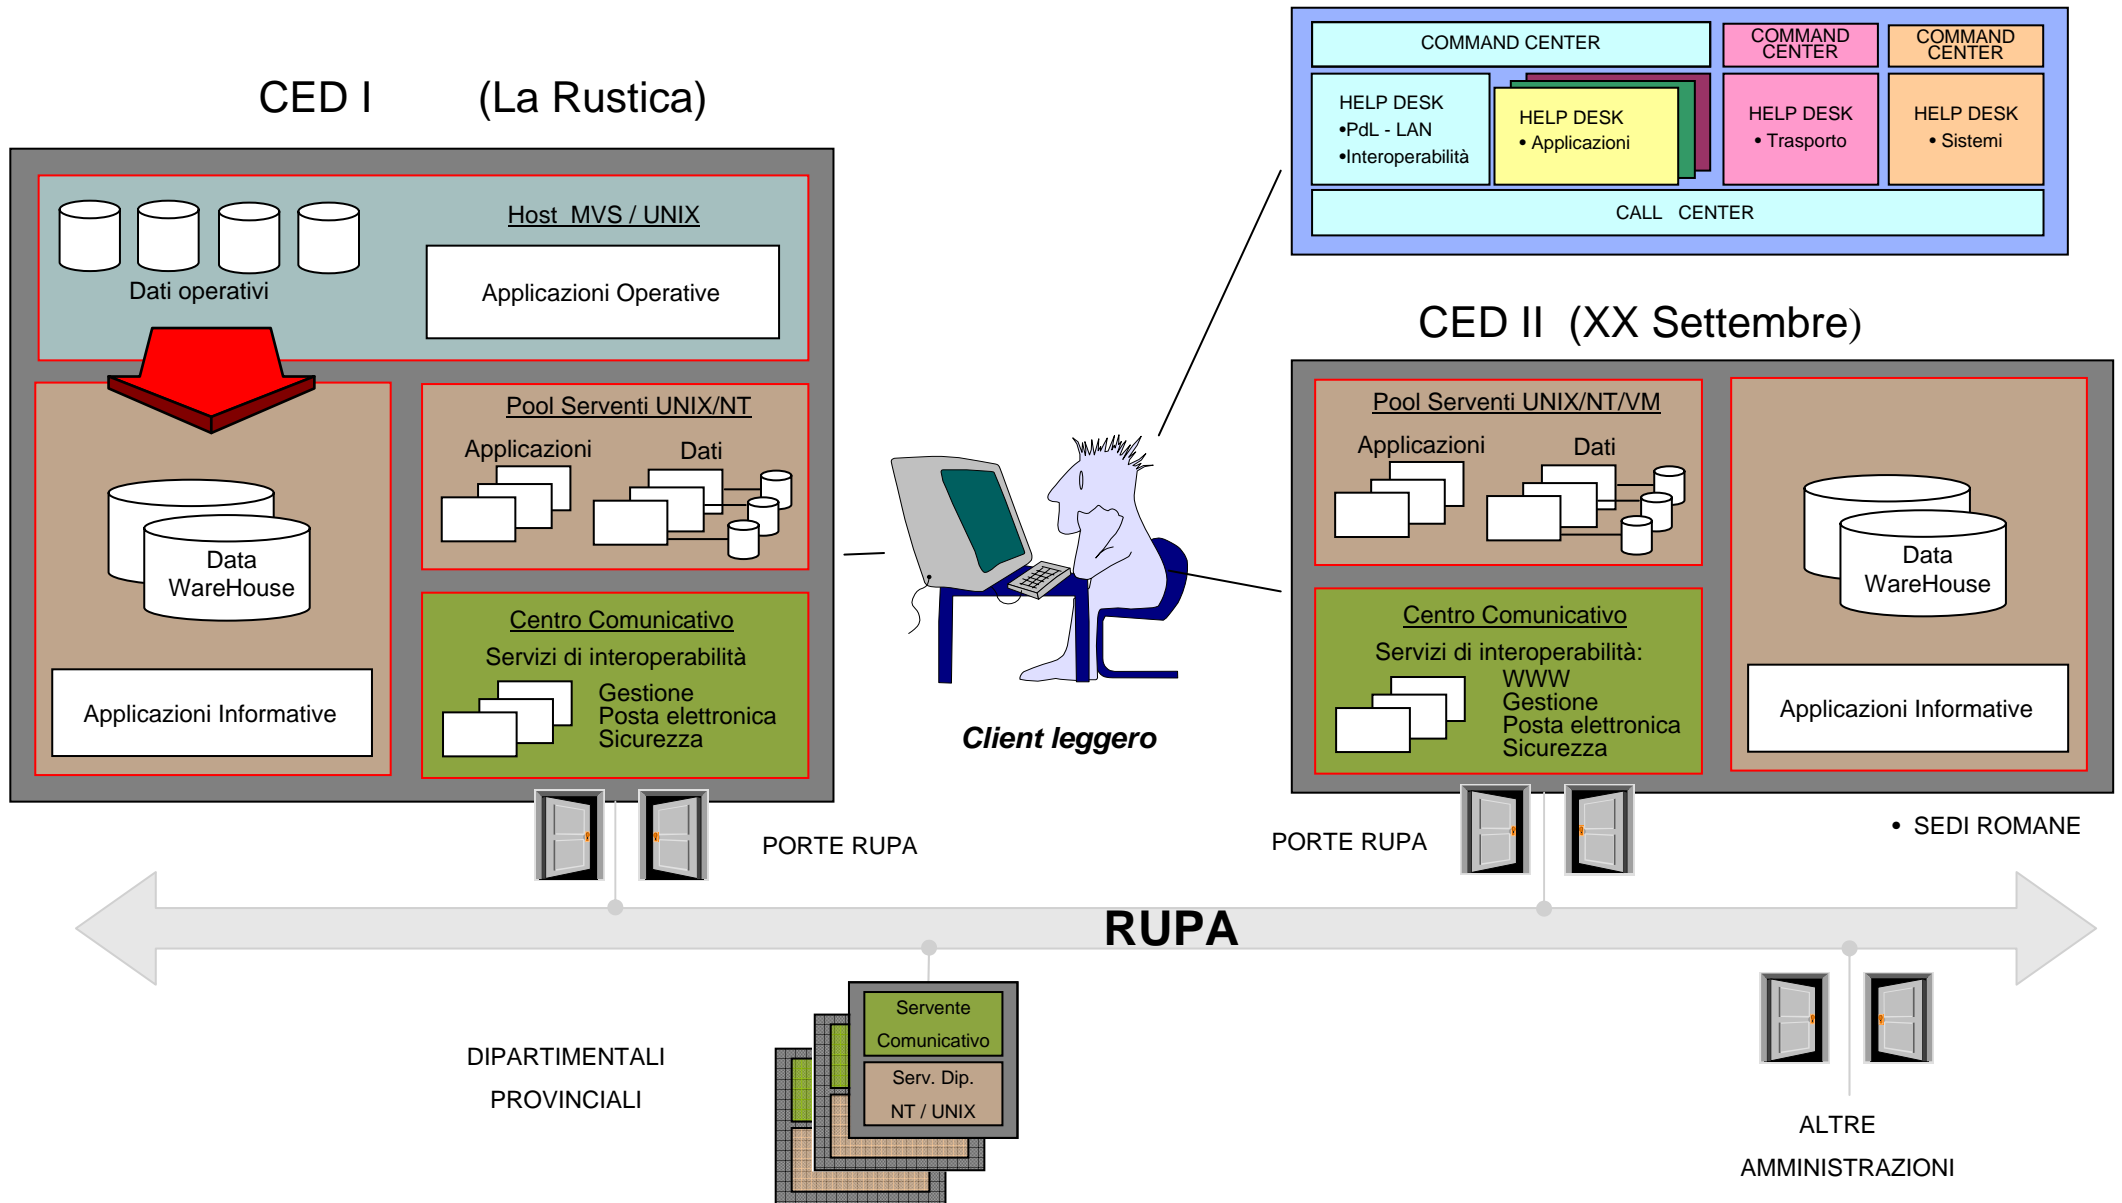 CED I (La Rustica)
Host MVS / UNIX
Dati operativi
Applicazioni Operative
Pool Serventi UNIX/NT
Applicazioni
Dati
Data
WareHouse
Applicazioni Informative
Centro Comunicativo
Servizi di interoperabilità
Gestione
Posta elettronica
Sicurezza
Client leggero
COMMAND CENTER
COMMAND
CENTER
COMMAND
CENTER
HELP DESK
•PdL - LAN
•Interoperabilità
HELP DESK
• Applicazioni
HELP DESK
• Trasporto
HELP DESK
• Sistemi
CALL CENTER
CED II (XX Settembre)
Pool Serventi UNIX/NT/VM
Applicazioni
Dati
Centro Comunicativo
Servizi di interoperabilità:
WWW
Gestione
Posta elettronica
Sicurezza
Data
WareHouse
Applicazioni Informative
PORTE RUPA
PORTE RUPA
• SEDI ROMANE
RUPA
DIPARTIMENTALI
PROVINCIALI
Servente
Comunicativo
Serv. Dip.
NT / UNIX
ALTRE
AMMINISTRAZIONI